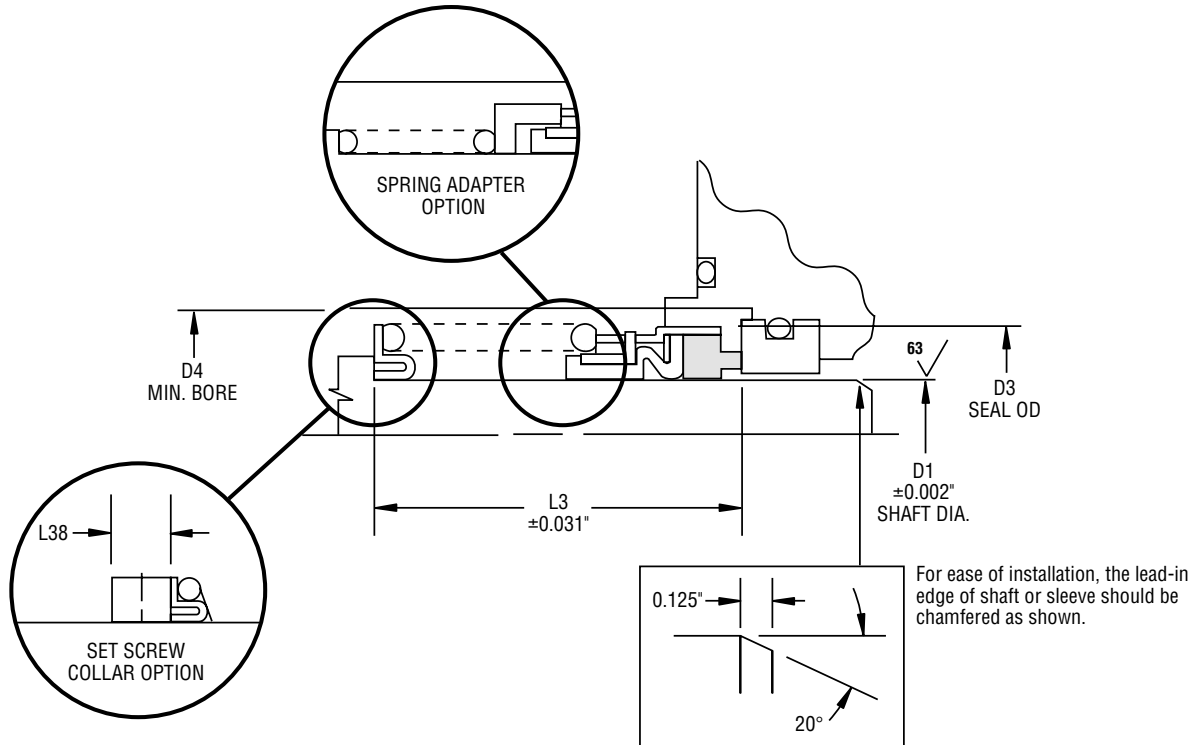 SPRING ADAPTER
OPTION
D4
MIN. BORE
63
D3
SEAL OD
D1
±0.002"
SHAFT DIA.
L3
±0.031"
L38
SET SCREW
COLLAR OPTION
0.125"
20°
For ease of installation, the lead-in
edge of shaft or sleeve should be
chamfered as shown.